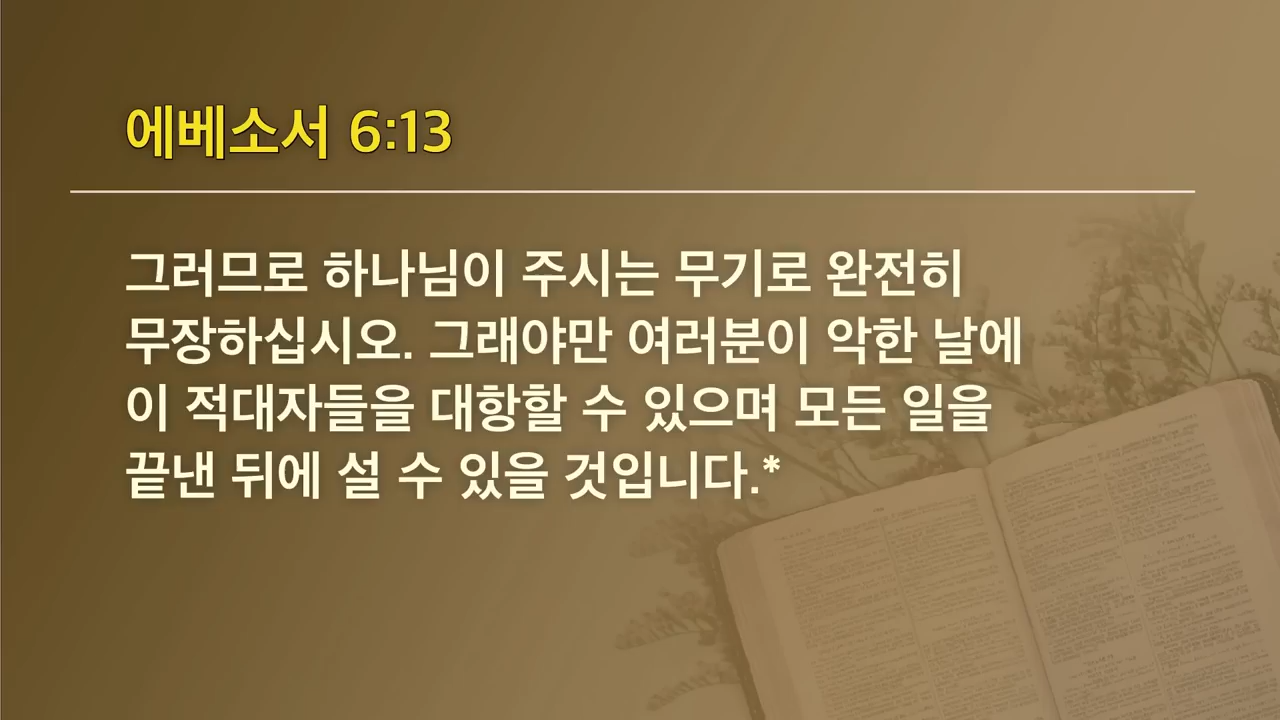 에베소서 6:13
그러므로 하나님이 주시는 무기로 완전히
무장하십시오. 그래야만 여러분이 악한 날에
이 적대자들을 대항할 수 있으며 모든 일을
끝낸 뒤에 설 수 있을 것입니다.*